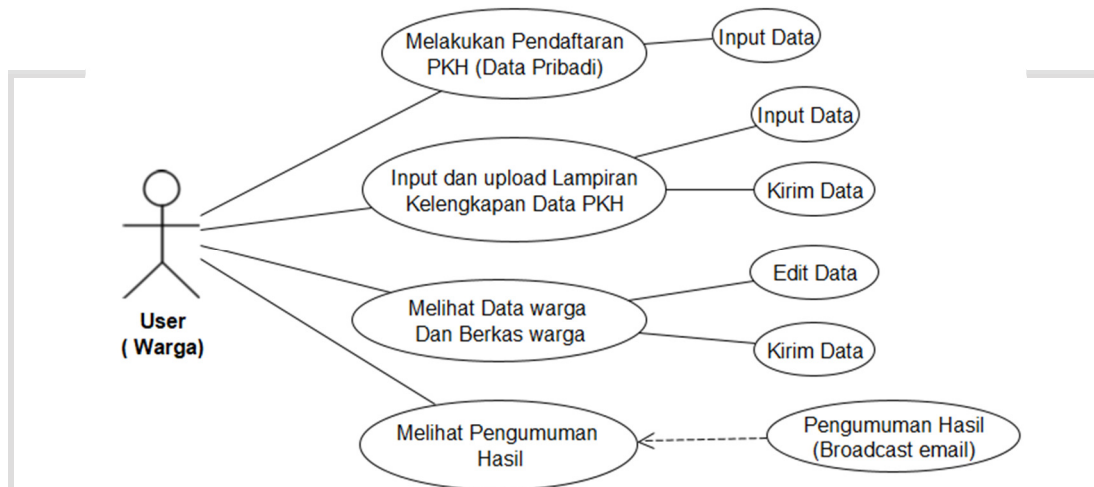 Melakukan Pendaftaran
PKH (Data Pribadi)
Input Data
Input Data
Input dan upload Lampiran
Kelengkapan Data PKH
Kirim Data
Edit Data
Melihat Data warga
Dan Berkas warga
Kirim Data
User
( Warga)
Melihat Pengumuman
Hasil
Pengumuman Hasil
(Broadcast email)